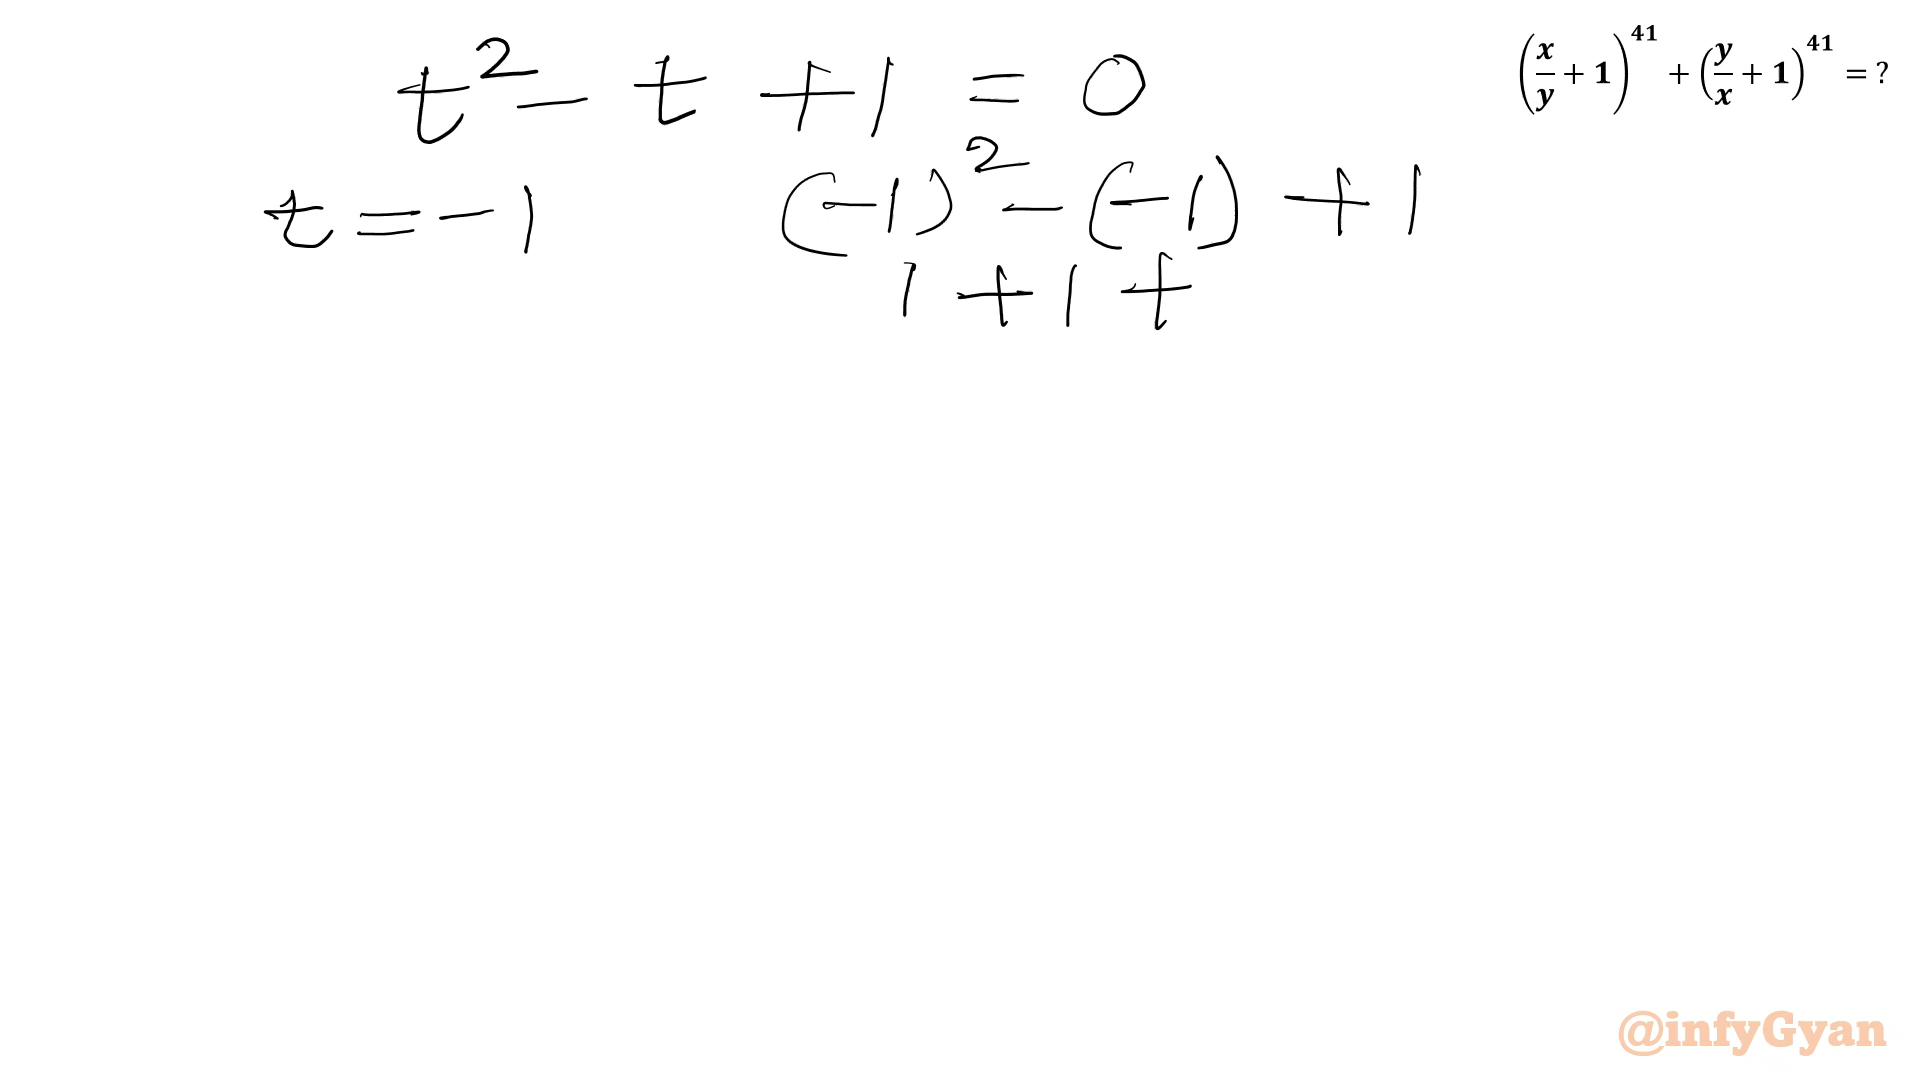 t² - t + 1 = 0
(x/y + 1)⁴¹ + (y/x + 1)⁴¹ = ?
t = -1 (-1)² - (-1) + 1
1 + 1 +
@infyGyan